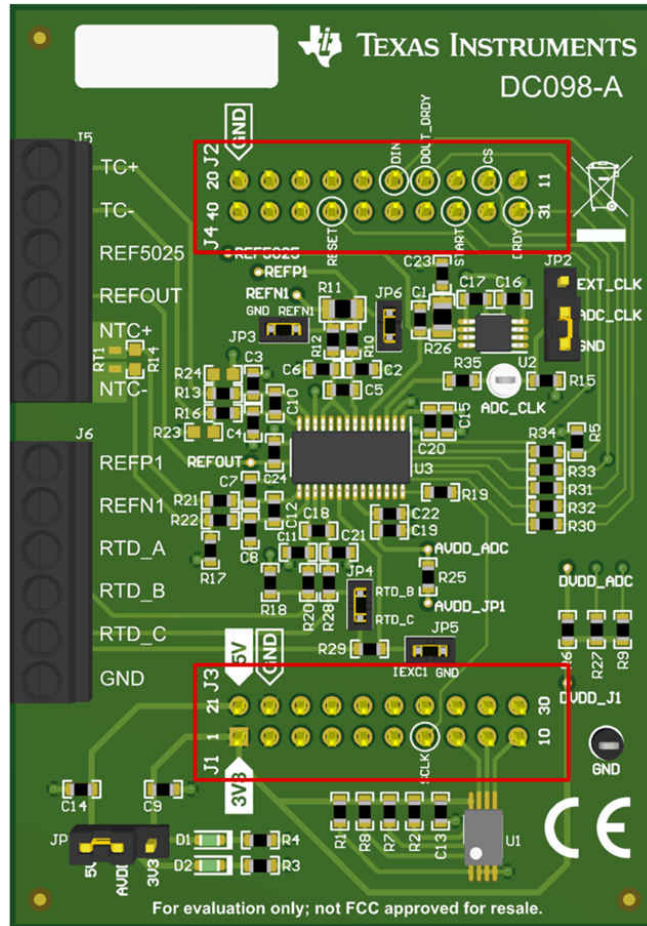 TEXAS INSTRUMENTS
DC098-A
J5
TC+
TC-
REF5025
REFOUT
NTC+
NTC-
RT1
R14
J2
GND
20
DIN
DOUT_DRDY
CS
11
J4
40
RESET
START
DRDY
31
REF5025
REFP1
REFN1
GND REFN1
JP3
R11
R12
R10
JP6
C23
C1
R26
C17
C16
U2
JP2
EXT_CLK
ADC_CLK
GND
R35
R15
ADC_CLK
R24
R13
R16
R23
C3
C6
C2
C5
C10
C4
REFOUT
C7
C24
U3
C15
C20
R5
R34
R33
R31
R32
R30
R19
J6
REFP1
REFN1
RTD_A
RTD_B
RTD_C
GND
R21
R22
R17
C12
C8
C18
C11
C21
C22
C19
R18
R20
R28
JP4
RTD_B
RTD_C
R29
AVDD_ADC
R25
AVDD_JP1
JP5
IEXC1 GND
DVDD_ADC
R27
R9
DVDD_J1
GND
J3
5V
GND
21
30
1
10
J1
3V3
SCLK
C14
C9
JP
5V
AVDD
3V3
D1
R4
D2
R3
R1
R8
R7
R2
C13
U1
CE
For evaluation only; not FCC approved for resale.